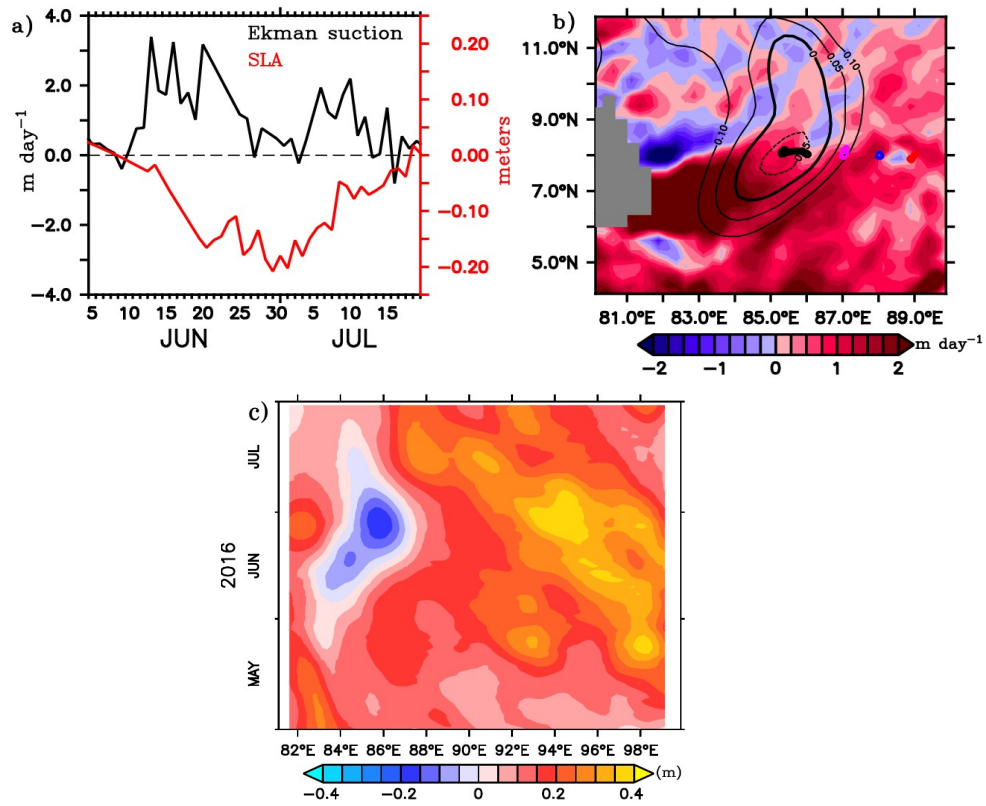 a)
Ekman suction
SLA
4.0
2.0
0.0
−2.0
−4.0
m day⁻¹
0.20
0.10
0.00
−0.10
−0.20
meters
5 10 15 20 25 30 5 10 15
JUN JUL
b)
11.0°N
9.0°N
7.0°N
5.0°N
0.10
0
0.05
0.10
81.0°E 83.0°E 85.0°E 87.0°E 89.0°E
−2 −1 0 1 2 m day⁻¹
c)
JUL
JUN
MAY
2016
82°E 84°E 86°E 88°E 90°E 92°E 94°E 96°E 98°E
−0.4 −0.2 0 0.2 0.4 (m)